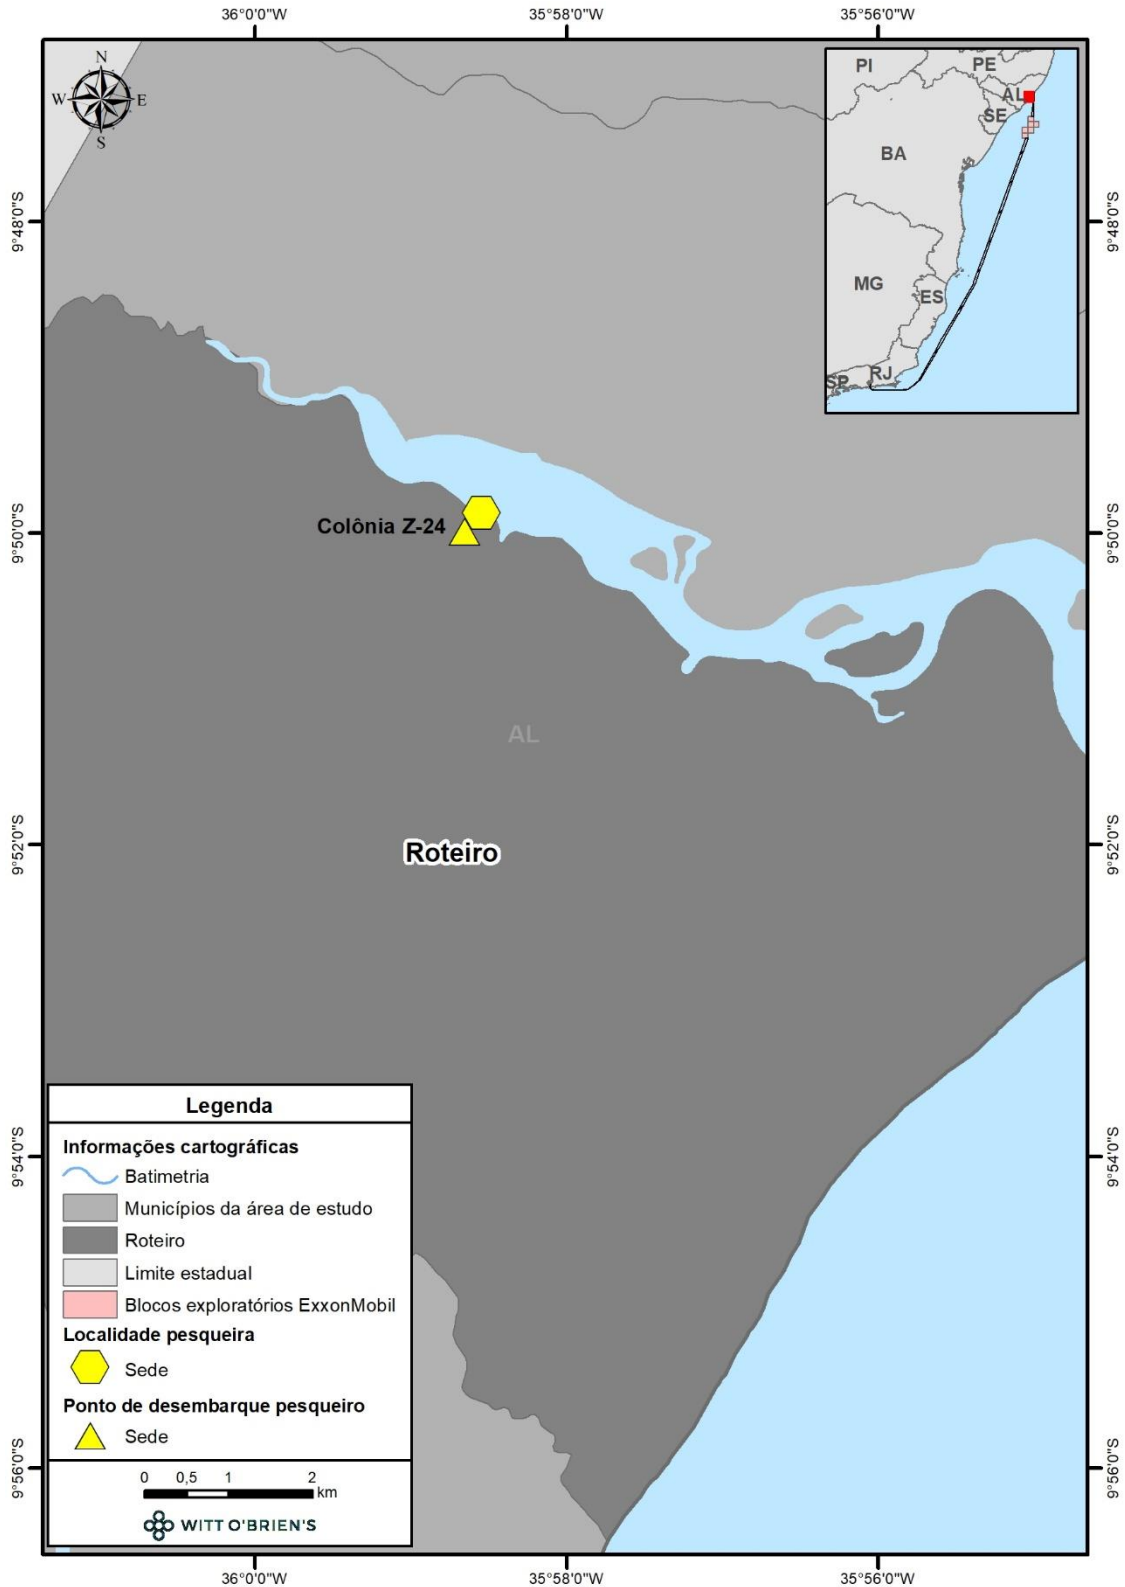 36°0'0"W
35°58'0"W
35°56'0"W
N
W
E
S
PI
PE
AL
SE
BA
MG
ES
RJ
SP
9°48'0"S
9°48'0"S
Colônia Z-24
9°50'0"S
9°50'0"S
AL
Roteiro
9°52'0"S
9°52'0"S
9°54'0"S
9°54'0"S
Legenda
Informações cartográficas
Batimetria
Municípios da área de estudo
Roteiro
Limite estadual
Blocos exploratórios ExxonMobil
Localidade pesqueira
Sede
Ponto de desembarque pesqueiro
Sede
0 0,5 1 2
km
WITT O'BRIEN'S
9°56'0"S
9°56'0"S
36°0'0"W
35°58'0"W
35°56'0"W